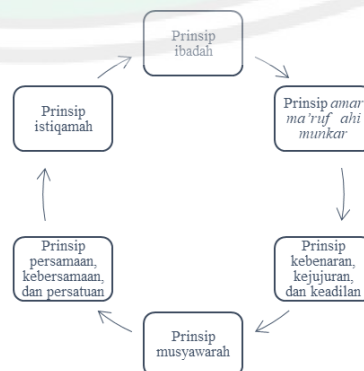 Prinsip
ibadah
Prinsip amar
ma'ruf ahi
munkar
Prinsip
kebenaran,
kejujuran,
dan keadilan
Prinsip
musyawarah
Prinsip
persamaan,
kebersamaan,
dan persatuan
Prinsip
istiqamah